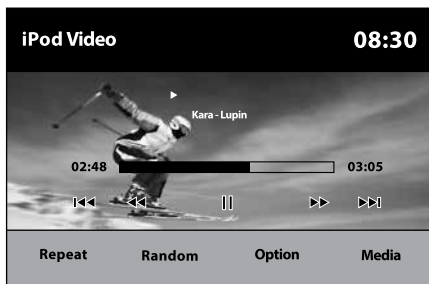 iPod Video 08:30
Kara - Lupin
02:48 03:05
Repeat Random Option Media